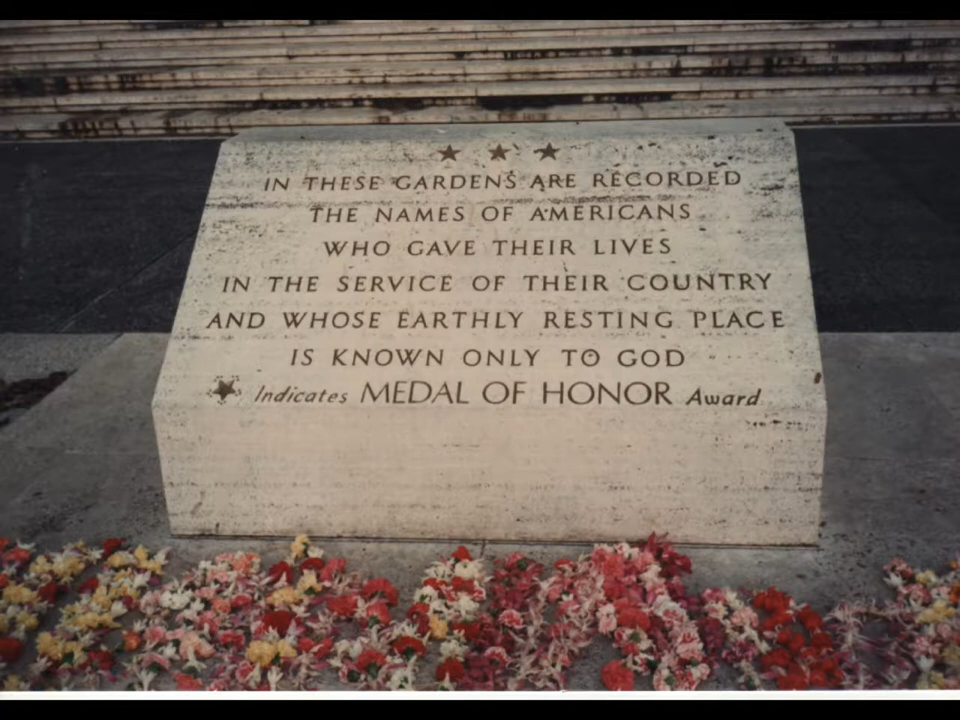 IN THESE GARDENS ARE RECORDED
THE NAMES OF AMERICANS
WHO GAVE THEIR LIVES
IN THE SERVICE OF THEIR COUNTRY
AND WHOSE EARTHLY RESTING PLACE
IS KNOWN ONLY TO GOD
Indicates MEDAL OF HONOR Award